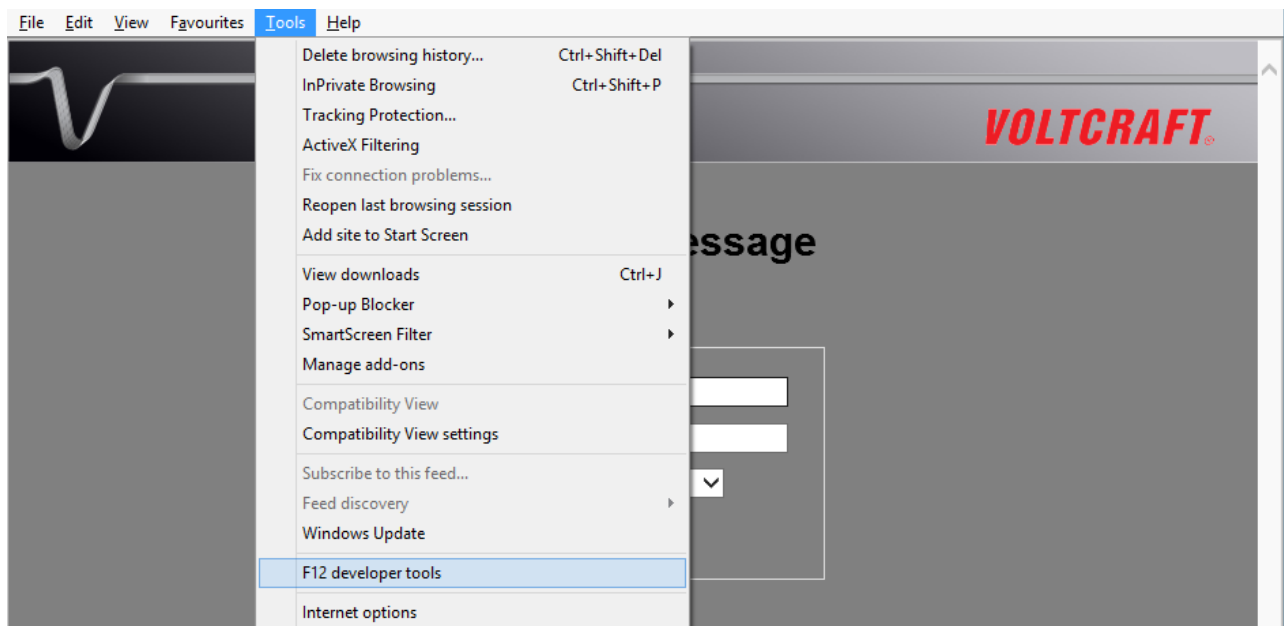 File Edit View Favourites Tools Help
Delete browsing history... Ctrl+Shift+Del
InPrivate Browsing Ctrl+Shift+P
Tracking Protection...
ActiveX Filtering
Fix connection problems...
Reopen last browsing session
Add site to Start Screen
View downloads Ctrl+J
Pop-up Blocker
SmartScreen Filter
Manage add-ons
Compatibility View
Compatibility View settings
Subscribe to this feed...
Feed discovery
Windows Update
F12 developer tools
Internet options
VOLTCRAFT®
essage